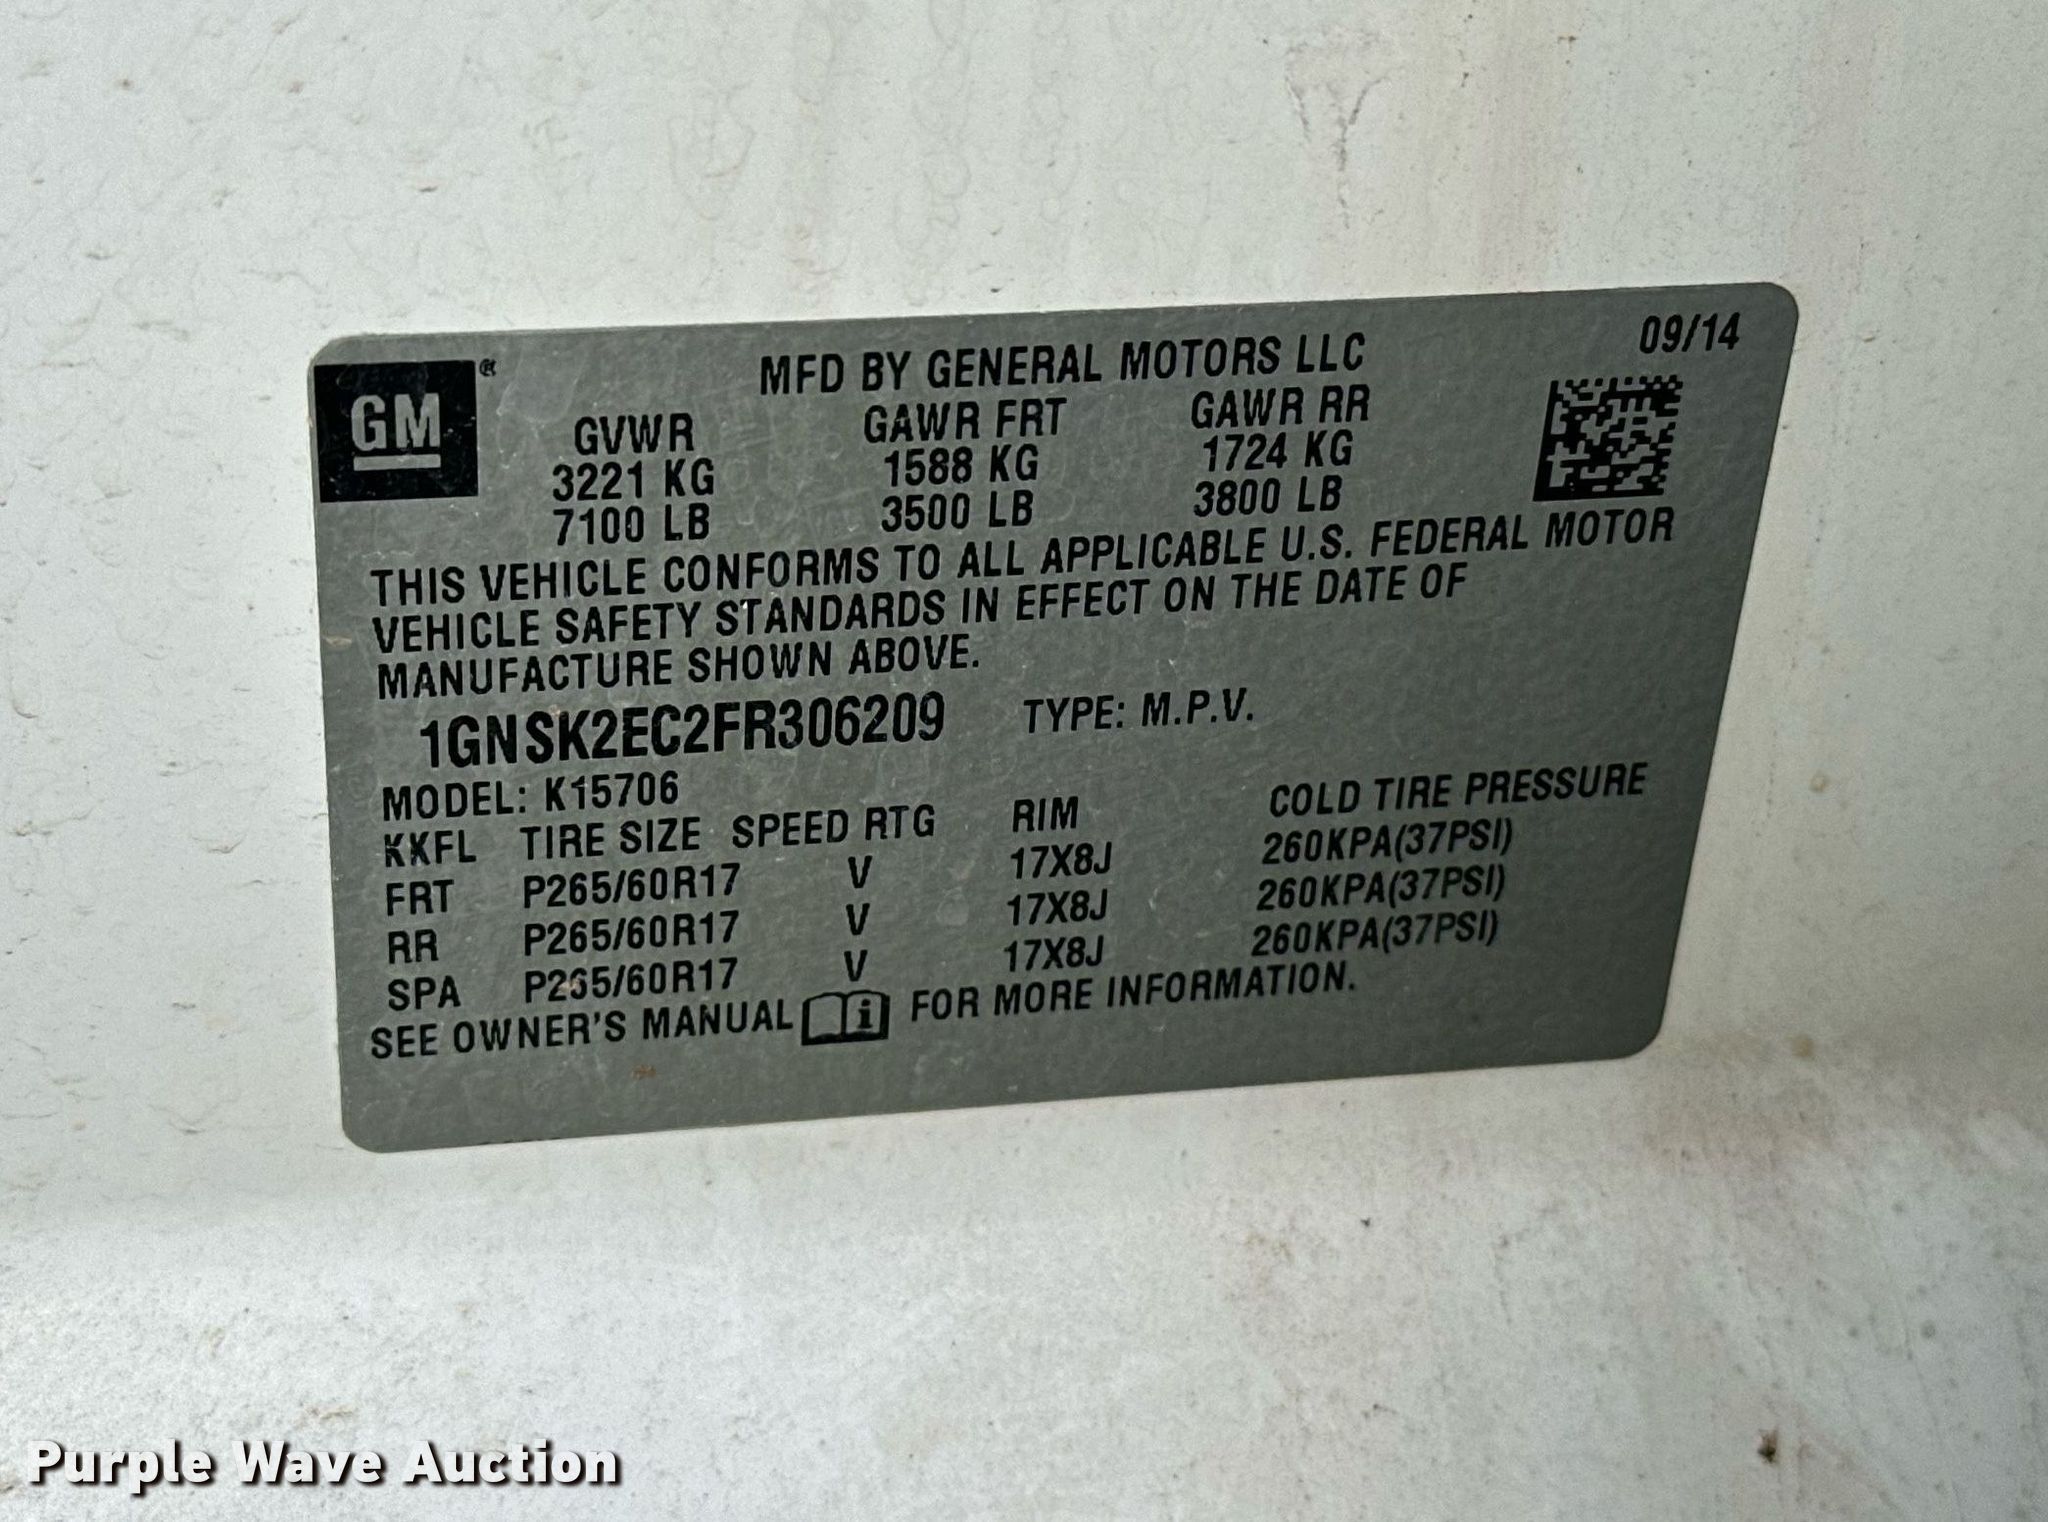 09/14
GM ®
MFD BY GENERAL MOTORS LLC
GVWR GAWR FRT GAWR RR
3221 KG 1588 KG 1724 KG
7100 LB 3500 LB 3800 LB
THIS VEHICLE CONFORMS TO ALL APPLICABLE U.S. FEDERAL MOTOR
VEHICLE SAFETY STANDARDS IN EFFECT ON THE DATE OF
MANUFACTURE SHOWN ABOVE.
1GNSK2EC2FR306209 TYPE: M.P.V.
MODEL: K15706
KKFL TIRE SIZE SPEED RTG RIM COLD TIRE PRESSURE
FRT P265/60R17 V 17X8J 260KPA(37PSI)
RR P265/60R17 V 17X8J 260KPA(37PSI)
SPA P265/60R17 V 17X8J 260KPA(37PSI)
SEE OWNER'S MANUAL i FOR MORE INFORMATION.
Purple Wave Auction